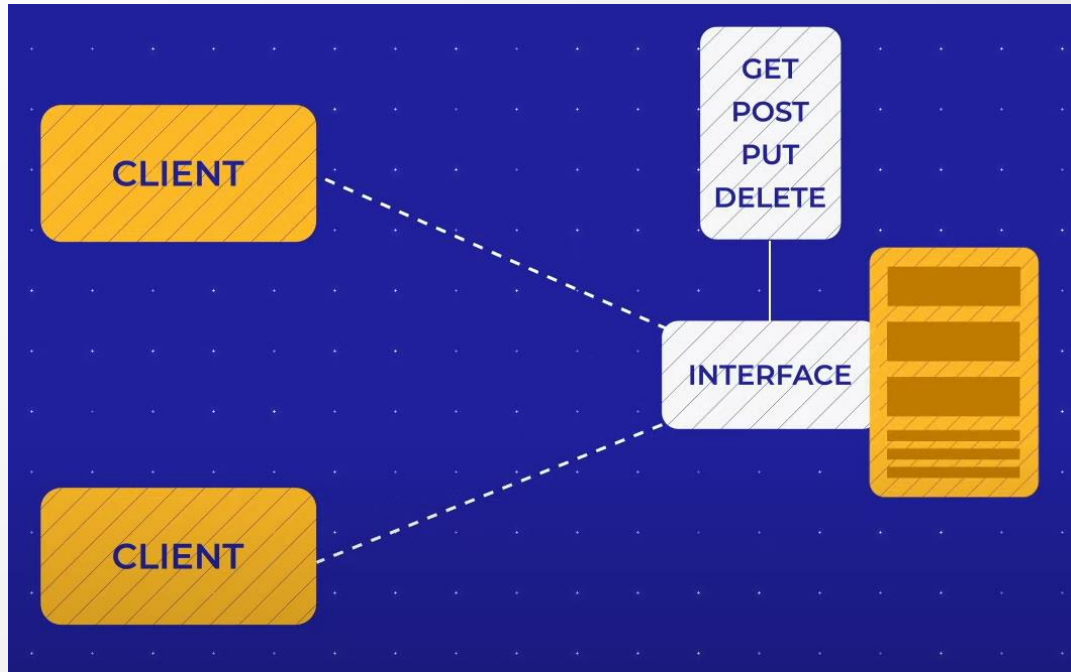 GET
POST
PUT
DELETE
CLIENT
INTERFACE
CLIENT